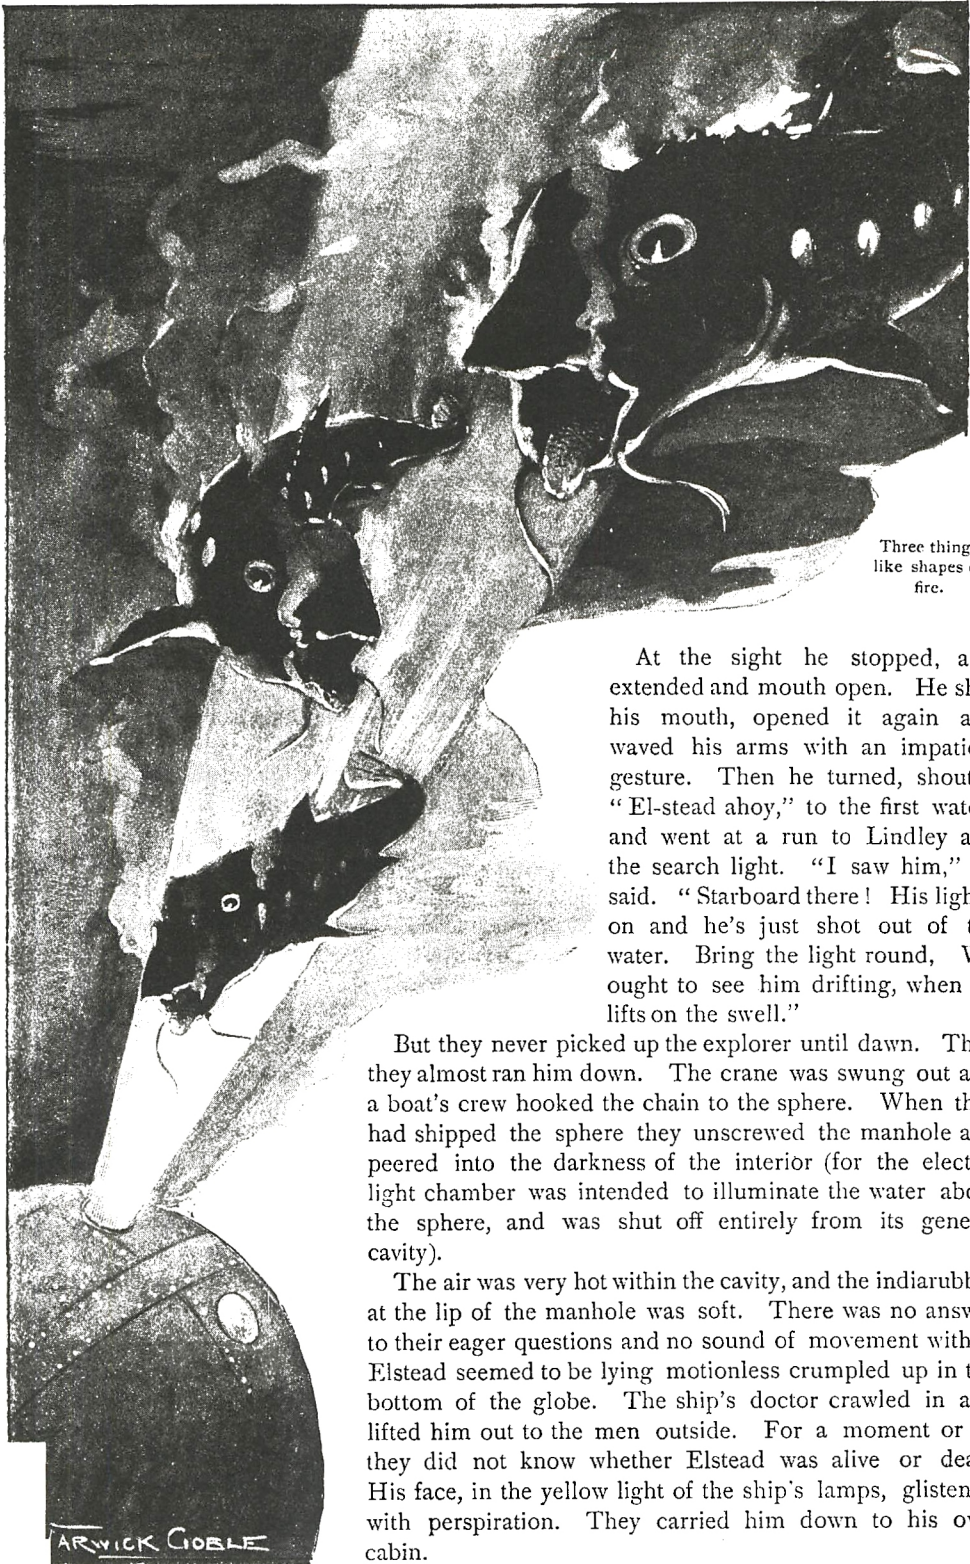 Three thing
like shapes
fire.
At the sight he stopped, a
extended and mouth open. He sh
his mouth, opened it again a
waved his arms with an impatie
gesture. Then he turned, shout
“ El-stead ahoy,” to the first wat
and went at a run to Lindley a
the search light. “I saw him,”
said. “ Starboard there ! His ligh
on and he’s just shot out of t
water. Bring the light round, W
ought to see him drifting, when
lifts on the swell.”
But they never picked up the explorer until dawn. Th
they almost ran him down. The crane was swung out a
a boat’s crew hooked the chain to the sphere. When th
had shipped the sphere they unscrewed the manhole a
peered into the darkness of the interior (for the elect
light chamber was intended to illuminate the water abo
the sphere, and was shut off entirely from its gene
cavity).
The air was very hot within the cavity, and the indiarubb
at the lip of the manhole was soft. There was no answ
to their eager questions and no sound of movement with
Elstead seemed to be lying motionless crumpled up in t
bottom of the globe. The ship’s doctor crawled in a
lifted him out to the men outside. For a moment or
they did not know whether Elstead was alive or dea
His face, in the yellow light of the ship’s lamps, glisten
with perspiration. They carried him down to his ow
cabin.
ARWICK GOBLE